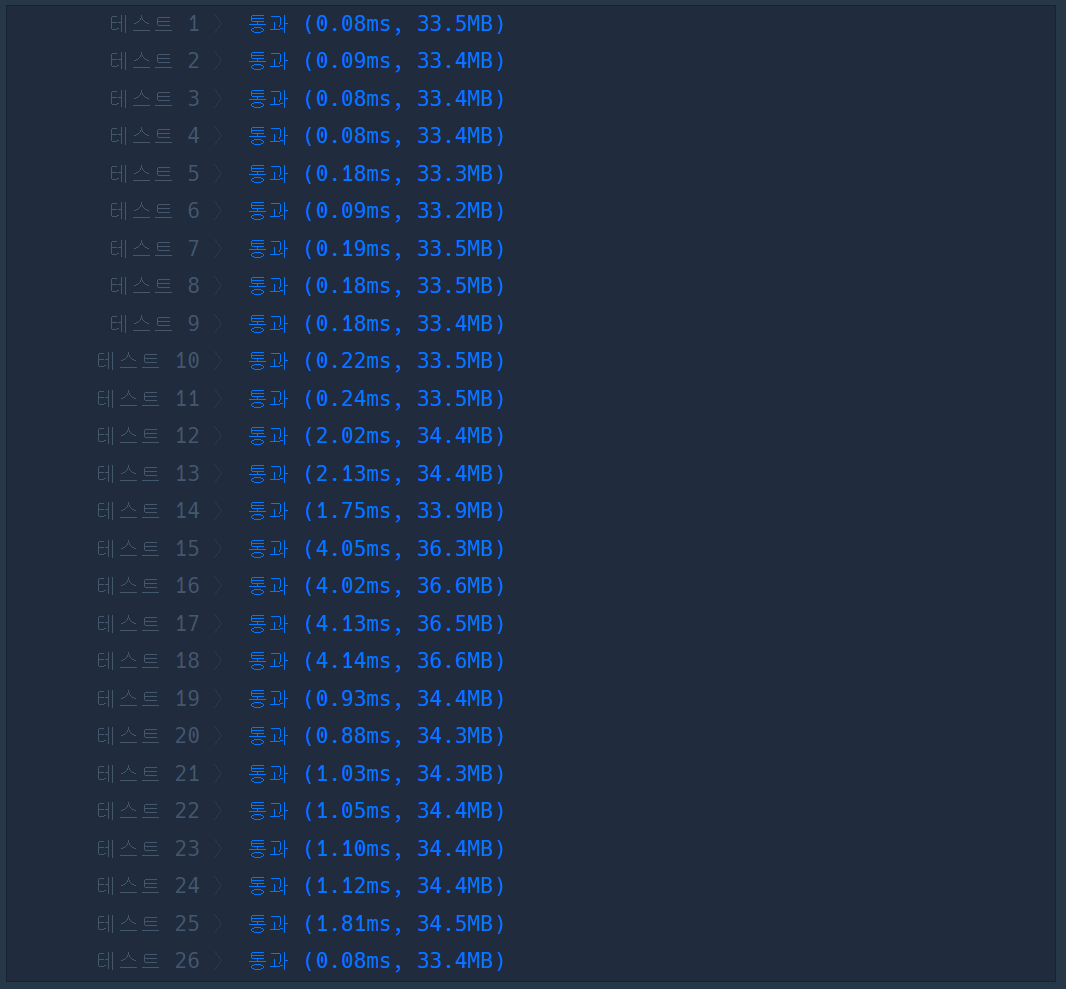 테스트 1 〉 통과 (0.08ms, 33.5MB)
테스트 2 〉 통과 (0.09ms, 33.4MB)
테스트 3 〉 통과 (0.08ms, 33.4MB)
테스트 4 〉 통과 (0.08ms, 33.4MB)
테스트 5 〉 통과 (0.18ms, 33.3MB)
테스트 6 〉 통과 (0.09ms, 33.2MB)
테스트 7 〉 통과 (0.19ms, 33.5MB)
테스트 8 〉 통과 (0.18ms, 33.5MB)
테스트 9 〉 통과 (0.18ms, 33.4MB)
테스트 10 〉 통과 (0.22ms, 33.5MB)
테스트 11 〉 통과 (0.24ms, 33.5MB)
테스트 12 〉 통과 (2.02ms, 34.4MB)
테스트 13 〉 통과 (2.13ms, 34.4MB)
테스트 14 〉 통과 (1.75ms, 33.9MB)
테스트 15 〉 통과 (4.05ms, 36.3MB)
테스트 16 〉 통과 (4.02ms, 36.6MB)
테스트 17 〉 통과 (4.13ms, 36.5MB)
테스트 18 〉 통과 (4.14ms, 36.6MB)
테스트 19 〉 통과 (0.93ms, 34.4MB)
테스트 20 〉 통과 (0.88ms, 34.3MB)
테스트 21 〉 통과 (1.03ms, 34.3MB)
테스트 22 〉 통과 (1.05ms, 34.4MB)
테스트 23 〉 통과 (1.10ms, 34.4MB)
테스트 24 〉 통과 (1.12ms, 34.4MB)
테스트 25 〉 통과 (1.81ms, 34.5MB)
테스트 26 〉 통과 (0.08ms, 33.4MB)